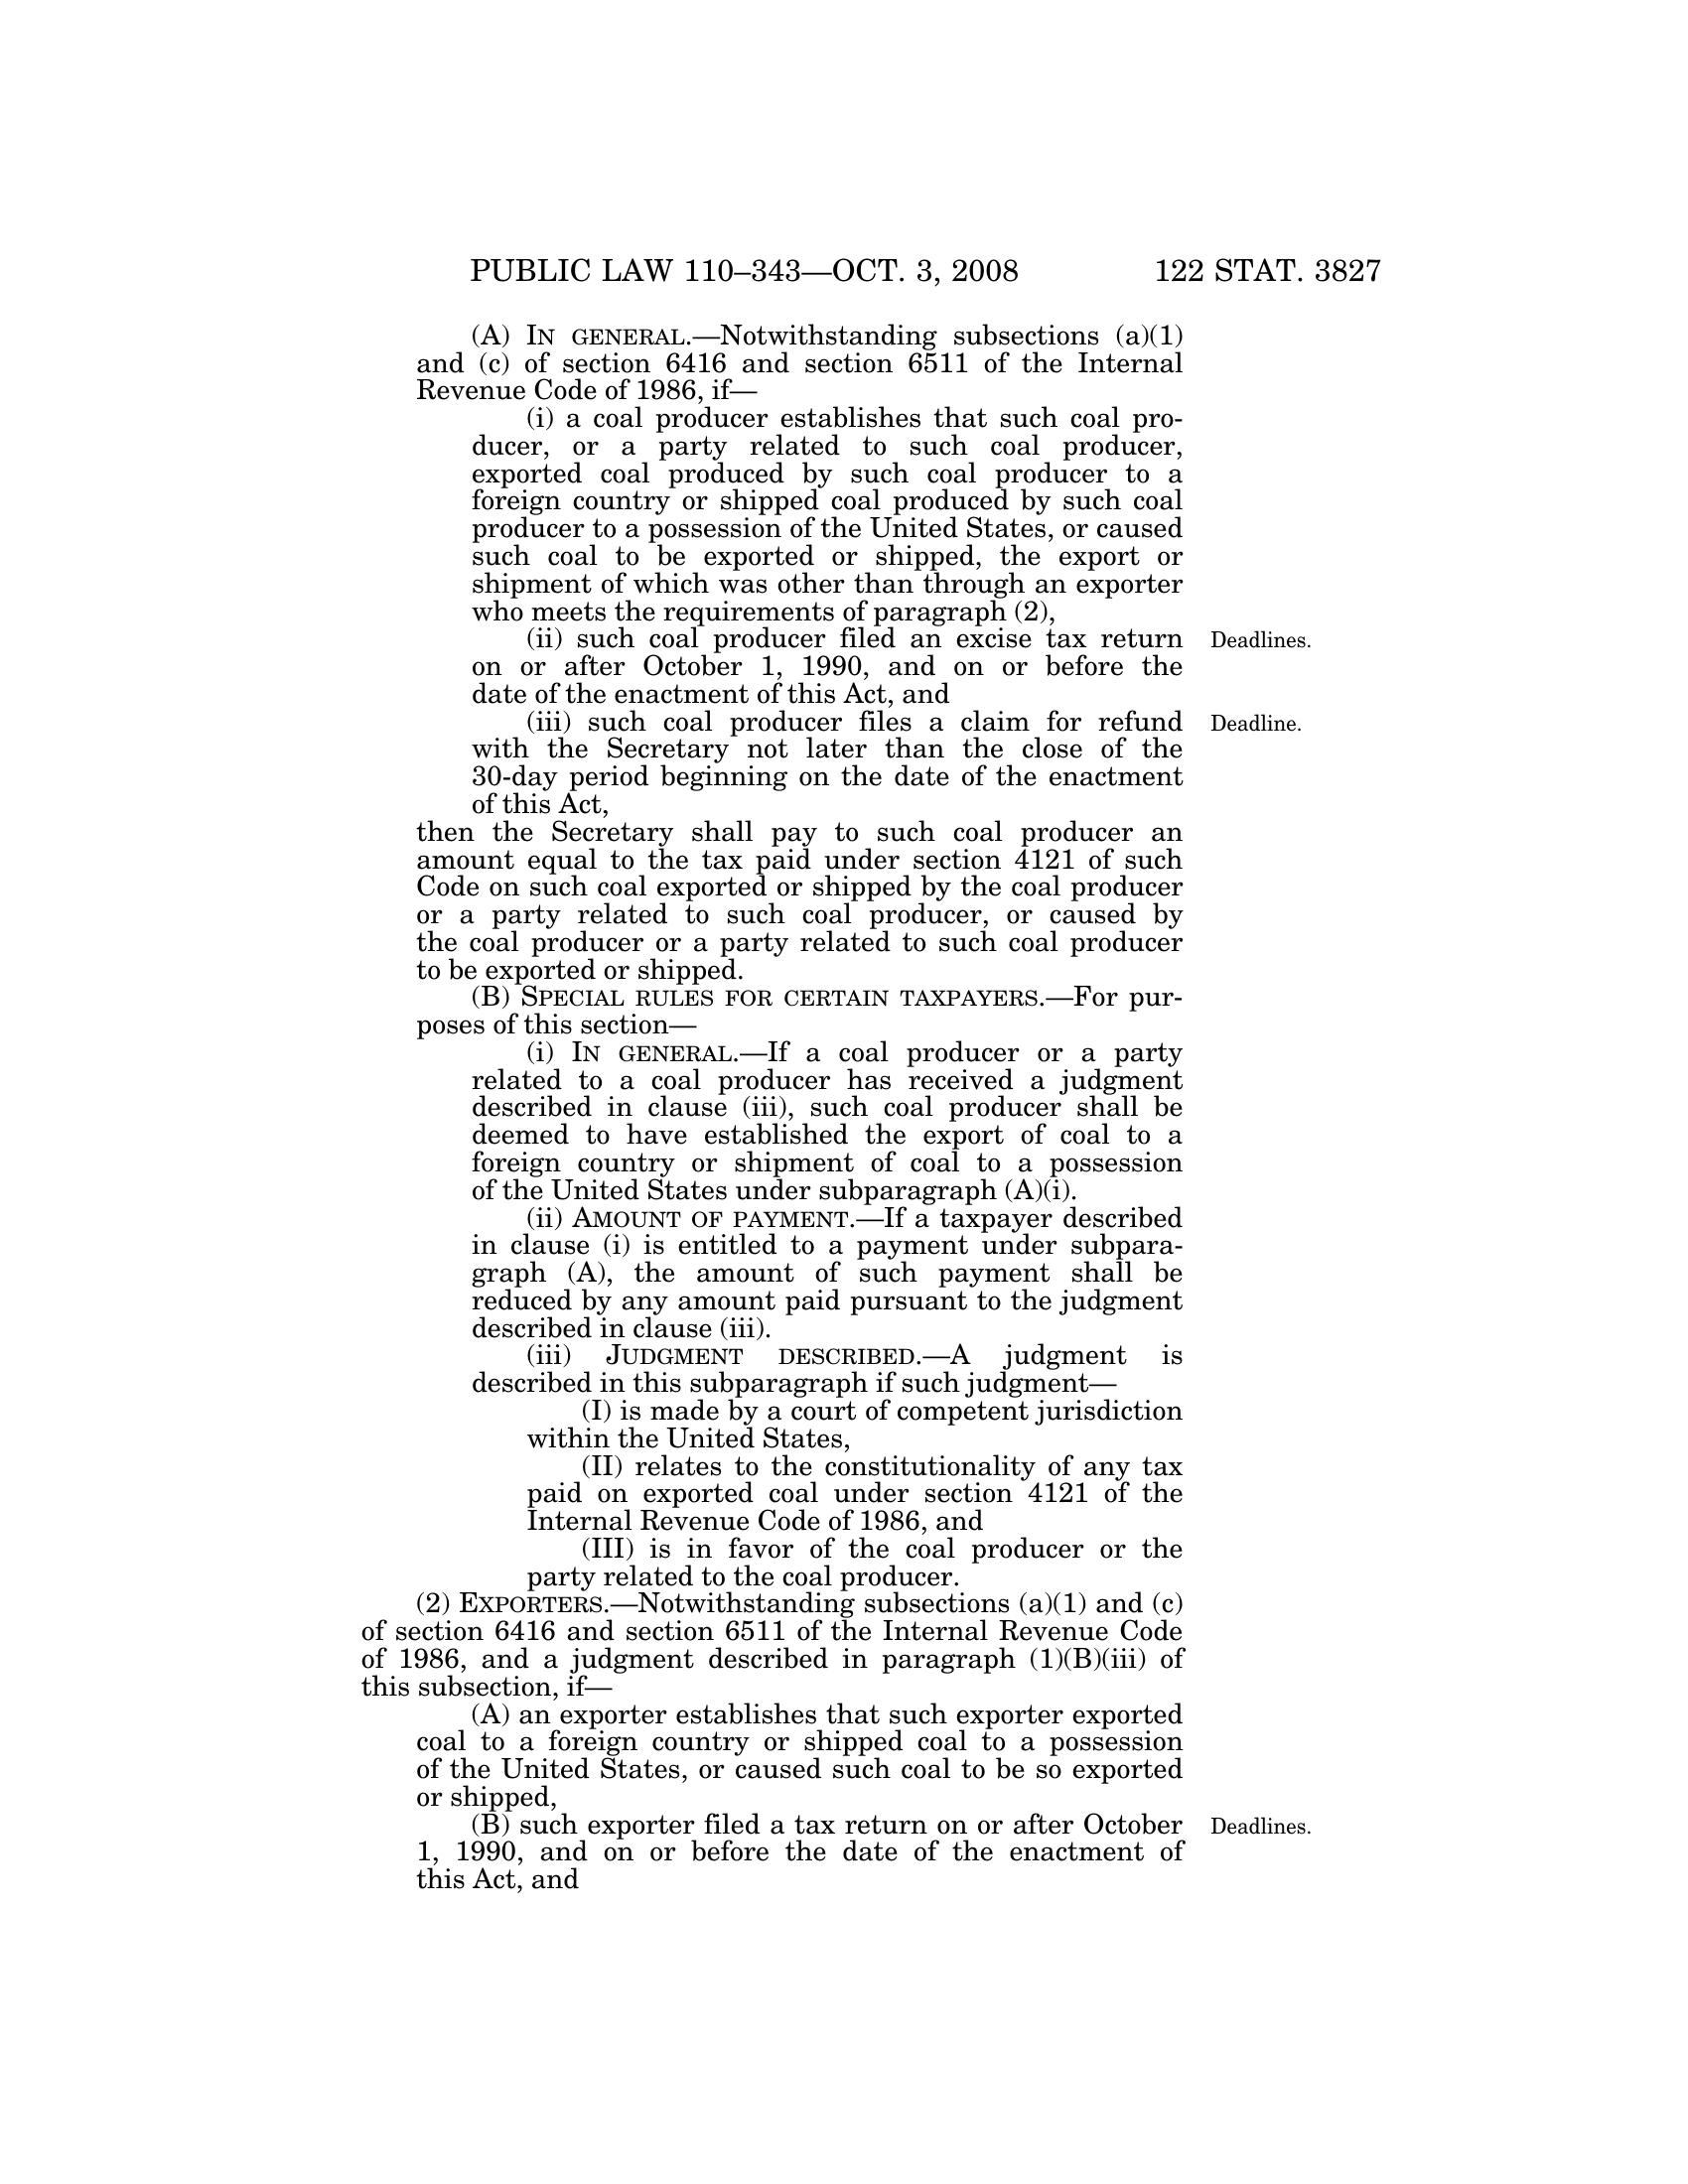 PUBLIC LAW 110–343—OCT. 3, 2008 122 STAT. 3827
(A) IN GENERAL.—Notwithstanding subsections (a)(1)
and (c) of section 6416 and section 6511 of the Internal
Revenue Code of 1986, if—
(i) a coal producer establishes that such coal pro-
ducer, or a party related to such coal producer,
exported coal produced by such coal producer to a
foreign country or shipped coal produced by such coal
producer to a possession of the United States, or caused
such coal to be exported or shipped, the export or
shipment of which was other than through an exporter
who meets the requirements of paragraph (2),
(ii) such coal producer filed an excise tax return Deadlines.
on or after October 1, 1990, and on or before the
date of the enactment of this Act, and
(iii) such coal producer files a claim for refund Deadline.
with the Secretary not later than the close of the
30-day period beginning on the date of the enactment
of this Act,
then the Secretary shall pay to such coal producer an
amount equal to the tax paid under section 4121 of such
Code on such coal exported or shipped by the coal producer
or a party related to such coal producer, or caused by
the coal producer or a party related to such coal producer
to be exported or shipped.
(B) SPECIAL RULES FOR CERTAIN TAXPAYERS.—For pur-
poses of this section—
(i) IN GENERAL.—If a coal producer or a party
related to a coal producer has received a judgment
described in clause (iii), such coal producer shall be
deemed to have established the export of coal to a
foreign country or shipment of coal to a possession
of the United States under subparagraph (A)(i).
(ii) AMOUNT OF PAYMENT.—If a taxpayer described
in clause (i) is entitled to a payment under subpara-
graph (A), the amount of such payment shall be
reduced by any amount paid pursuant to the judgment
described in clause (iii).
(iii) JUDGMENT DESCRIBED.—A judgment is
described in this subparagraph if such judgment—
(I) is made by a court of competent jurisdiction
within the United States,
(II) relates to the constitutionality of any tax
paid on exported coal under section 4121 of the
Internal Revenue Code of 1986, and
(III) is in favor of the coal producer or the
party related to the coal producer.
(2) EXPORTERS.—Notwithstanding subsections (a)(1) and (c)
of section 6416 and section 6511 of the Internal Revenue Code
of 1986, and a judgment described in paragraph (1)(B)(iii) of
this subsection, if—
(A) an exporter establishes that such exporter exported
coal to a foreign country or shipped coal to a possession
of the United States, or caused such coal to be so exported
or shipped,
(B) such exporter filed a tax return on or after October Deadlines.
1, 1990, and on or before the date of the enactment of
this Act, and